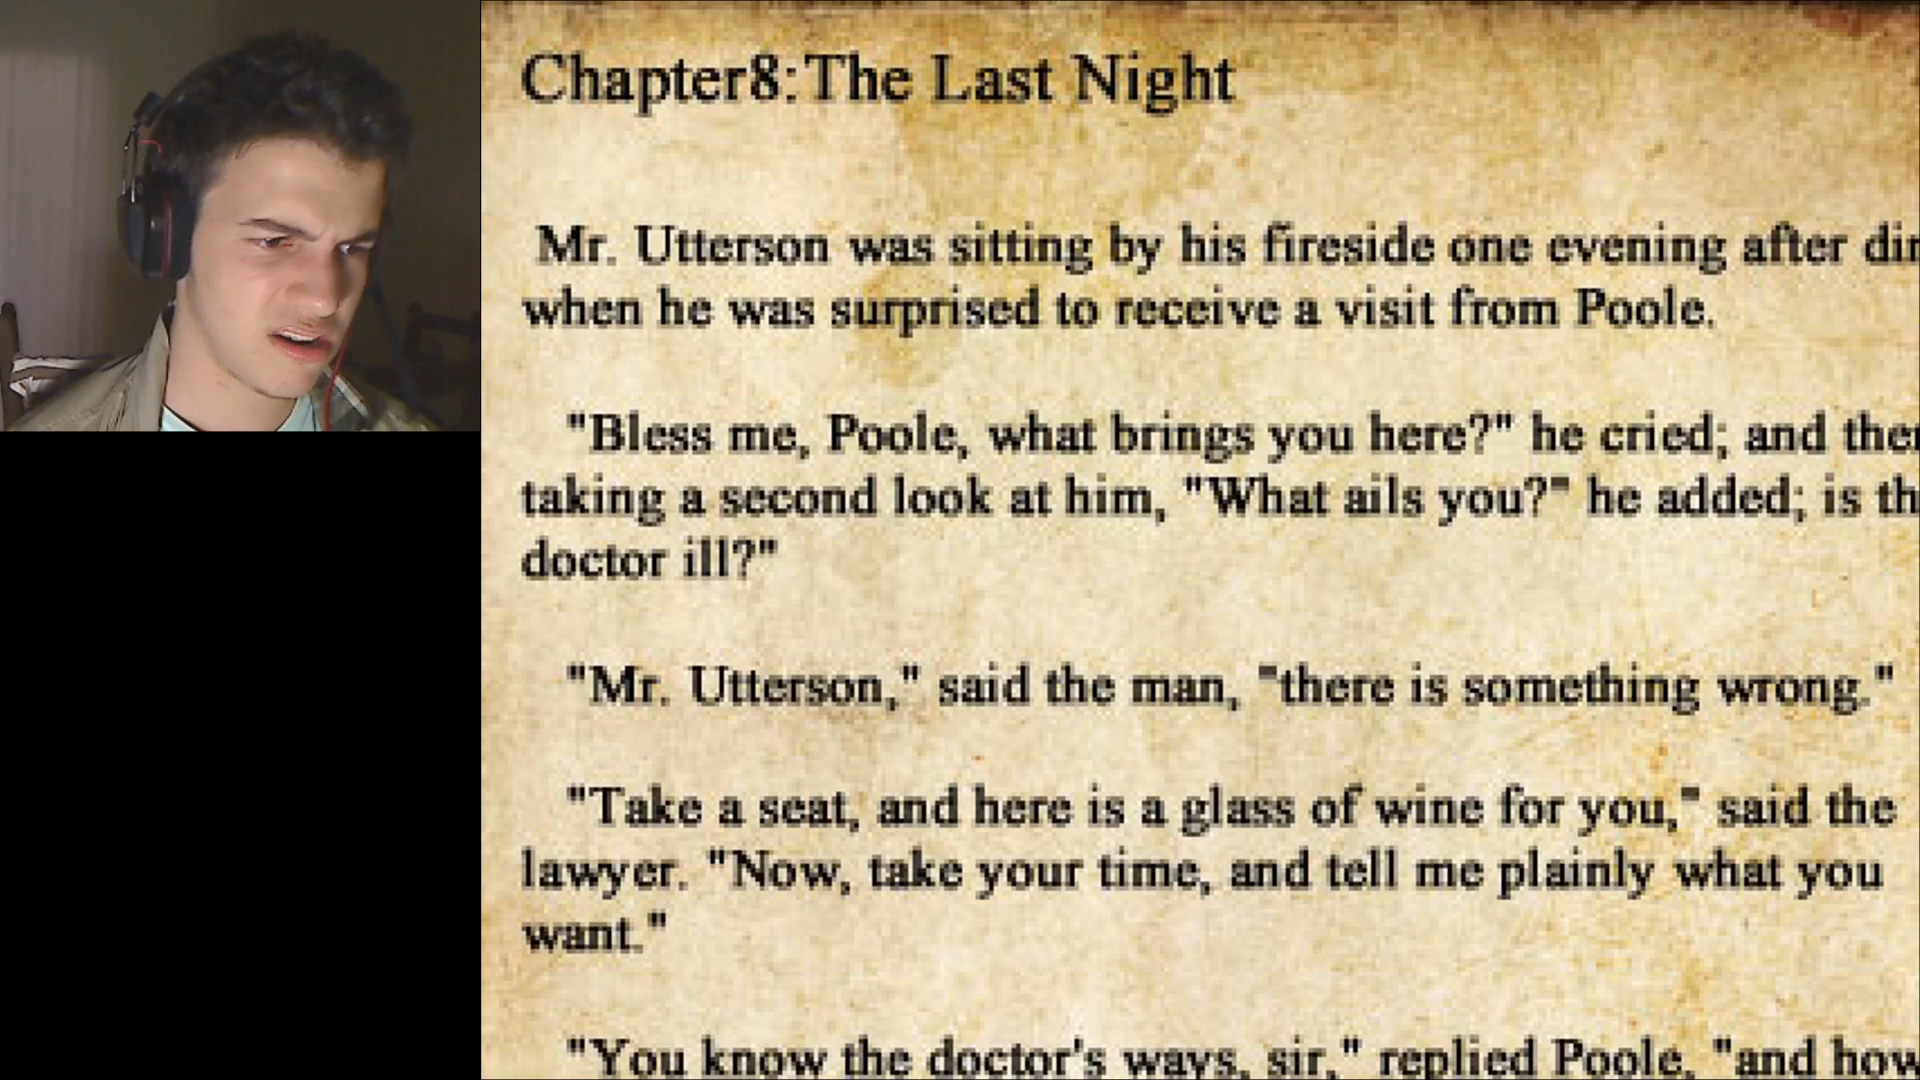 Chapter8:The Last Night
Mr. Utterson was sitting by his fireside one evening after
when he was surprised to receive a visit from Poole.
"Bless me, Poole, what brings you here?" he cried; and
taking a second look at him, "What ails you?" he added; is
doctor ill?"
"Mr. Utterson," said the man, "there is something wrong."
"Take a seat, and here is a glass of wine for you," said the
lawyer. "Now, take your time, and tell me plainly what you
want."
"You know the doctor's ways, sir," replied Poole, "and how